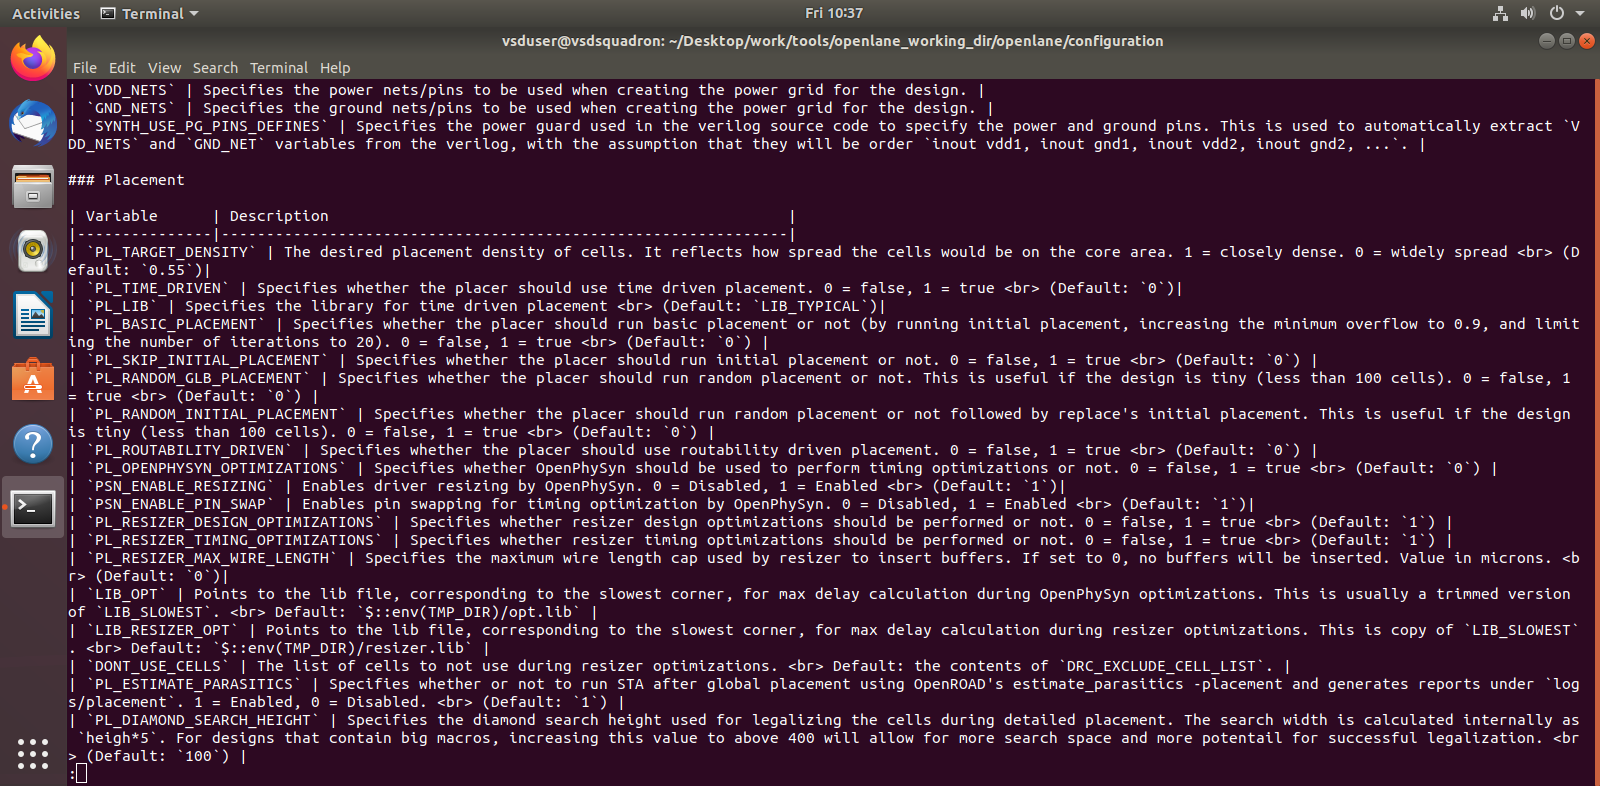 Activities
Terminal
Fri 10:37
vsduser@vsdsquadron: ~/Desktop/work/tools/openlane_working_dir/openlane/configuration
File Edit View Search Terminal Help
| `VDD_NETS` | Specifies the power nets/pins to be used when creating the power grid for the design. |
| `GND_NETS` | Specifies the ground nets/pins to be used when creating the power grid for the design. |
| `SYNTH_USE_PG_PINS_DEFINES` | Specifies the power guard used in the verilog source code to specify the power and ground pins. This is used to automatically extract `V
DD_NETS` and `GND_NET` variables from the verilog, with the assumption that they will be order `inout vdd1, inout gnd1, inout vdd2, inout gnd2, ...`. |
### Placement
| Variable      | Description                                                   |
|---------------|---------------------------------------------------------------|
| `PL_TARGET_DENSITY` | The desired placement density of cells. It reflects how spread the cells would be on the core area. 1 = closely dense. 0 = widely spread <br> (D
efault: `0.55`)|
| `PL_TIME_DRIVEN` | Specifies whether the placer should use time driven placement. 0 = false, 1 = true <br> (Default: `0`)|
| `PL_LIB` | Specifies the library for time driven placement <br> (Default: `LIB_TYPICAL`)|
| `PL_BASIC_PLACEMENT` | Specifies whether the placer should run basic placement or not (by running initial placement, increasing the minimum overflow to 0.9, and limit
ing the number of iterations to 20). 0 = false, 1 = true <br> (Default: `0`) |
| `PL_SKIP_INITIAL_PLACEMENT` | Specifies whether the placer should run initial placement or not. 0 = false, 1 = true <br> (Default: `0`) |
| `PL_RANDOM_GLB_PLACEMENT` | Specifies whether the placer should run random placement or not. This is useful if the design is tiny (less than 100 cells). 0 = false, 1
= true <br> (Default: `0`) |
| `PL_RANDOM_INITIAL_PLACEMENT` | Specifies whether the placer should run random placement or not followed by replace's initial placement. This is useful if the design
is tiny (less than 100 cells). 0 = false, 1 = true <br> (Default: `0`) |
| `PL_ROUTABILITY_DRIVEN` | Specifies whether the placer should use routability driven placement. 0 = false, 1 = true <br> (Default: `0`) |
| `PL_OPENPHYSYN_OPTIMIZATIONS` | Specifies whether OpenPhySyn should be used to perform timing optimizations or not. 0 = false, 1 = true <br> (Default: `0`) |
| `PSN_ENABLE_RESIZING` | Enables driver resizing by OpenPhySyn. 0 = Disabled, 1 = Enabled <br> (Default: `1`)|
| `PSN_ENABLE_PIN_SWAP` | Enables pin swapping for timing optimization by OpenPhySyn. 0 = Disabled, 1 = Enabled <br> (Default: `1`)|
| `PL_RESIZER_DESIGN_OPTIMIZATIONS` | Specifies whether resizer design optimizations should be performed or not. 0 = false, 1 = true <br> (Default: `1`) |
| `PL_RESIZER_TIMING_OPTIMIZATIONS` | Specifies whether resizer timing optimizations should be performed or not. 0 = false, 1 = true <br> (Default: `1`) |
| `PL_RESIZER_MAX_WIRE_LENGTH` | Specifies the maximum wire length cap used by resizer to insert buffers. If set to 0, no buffers will be inserted. Value in microns. <b
r> (Default: `0`)|
| `LIB_OPT` | Points to the lib file, corresponding to the slowest corner, for max delay calculation during OpenPhySyn optimizations. This is usually a trimmed version
of `LIB_SLOWEST`. <br> Default: `$::env(TMP_DIR)/opt.lib` |
| `LIB_RESIZER_OPT` | Points to the lib file, corresponding to the slowest corner, for max delay calculation during resizer optimizations. This is copy of `LIB_SLOWEST`
. <br> Default: `$::env(TMP_DIR)/resizer.lib` |
| `DONT_USE_CELLS` | The list of cells to not use during resizer optimizations. <br> Default: the contents of `DRC_EXCLUDE_CELL_LIST`. |
| `PL_ESTIMATE_PARASITICS` | Specifies whether or not to run STA after global placement using OpenROAD's estimate_parasitics -placement and generates reports under `log
s/placement`. 1 = Enabled, 0 = Disabled. <br> (Default: `1`) |
| `PL_DIAMOND_SEARCH_HEIGHT` | Specifies the diamond search height used for legalizing the cells during detailed placement. The search width is calculated internally as
`heigh*5`. For designs that contain big macros, increasing this value to above 400 will allow for more search space and more potentail for successful legalization. <br
> (Default: `100`) |
: